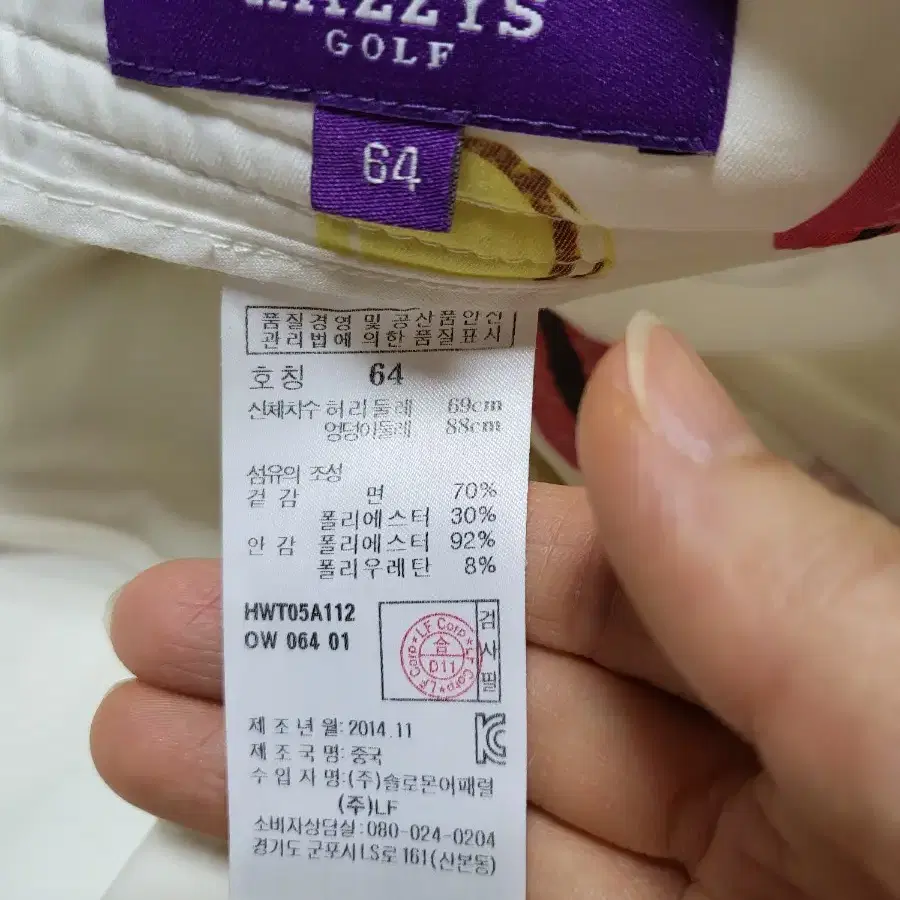 HAZZYS
GOLF
64
품질경영 및 공산품안전
관리법에 의한 품질표시
호칭 64
신체치수 허리둘레 69cm
엉덩이둘레 88cm
섬유의 조성
겉감 면 70%
폴리에스터 30%
안감 폴리에스터 92%
폴리우레탄 8%
HWT05A112
OW 064 01
LF Corp ★ LF Corp ★
合
D11
검사필
제조년월: 2014.11
제조국명: 중국
수입자명: (주)솔로몬어패럴
(주)LF
소비자상담실: 080-024-0204
경기도 군포시 LS로 161(산본동)